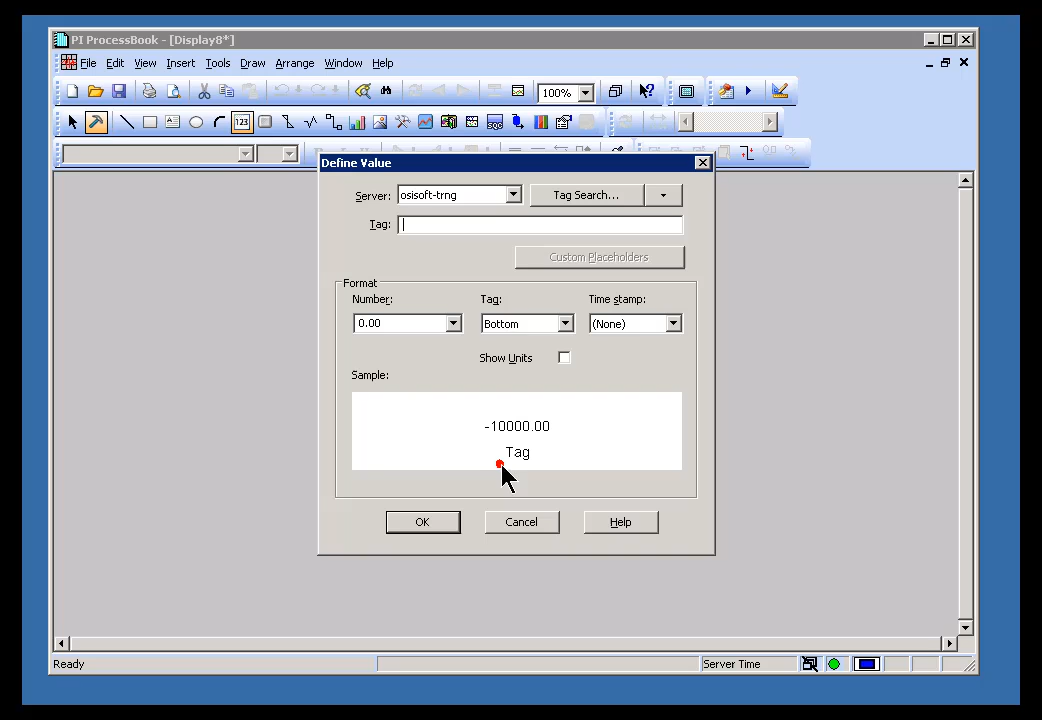 PI ProcessBook - [Display8*]
File Edit View Insert Tools Draw Arrange Window Help
100%
123
SQC
Define Value
Server: osisoft-trng Tag Search...
Tag:
Custom Placeholders
Format
Number: Tag: Time stamp:
0.00 Bottom (None)
Show Units
Sample:
-10000.00
Tag
OK Cancel Help
Ready Server Time